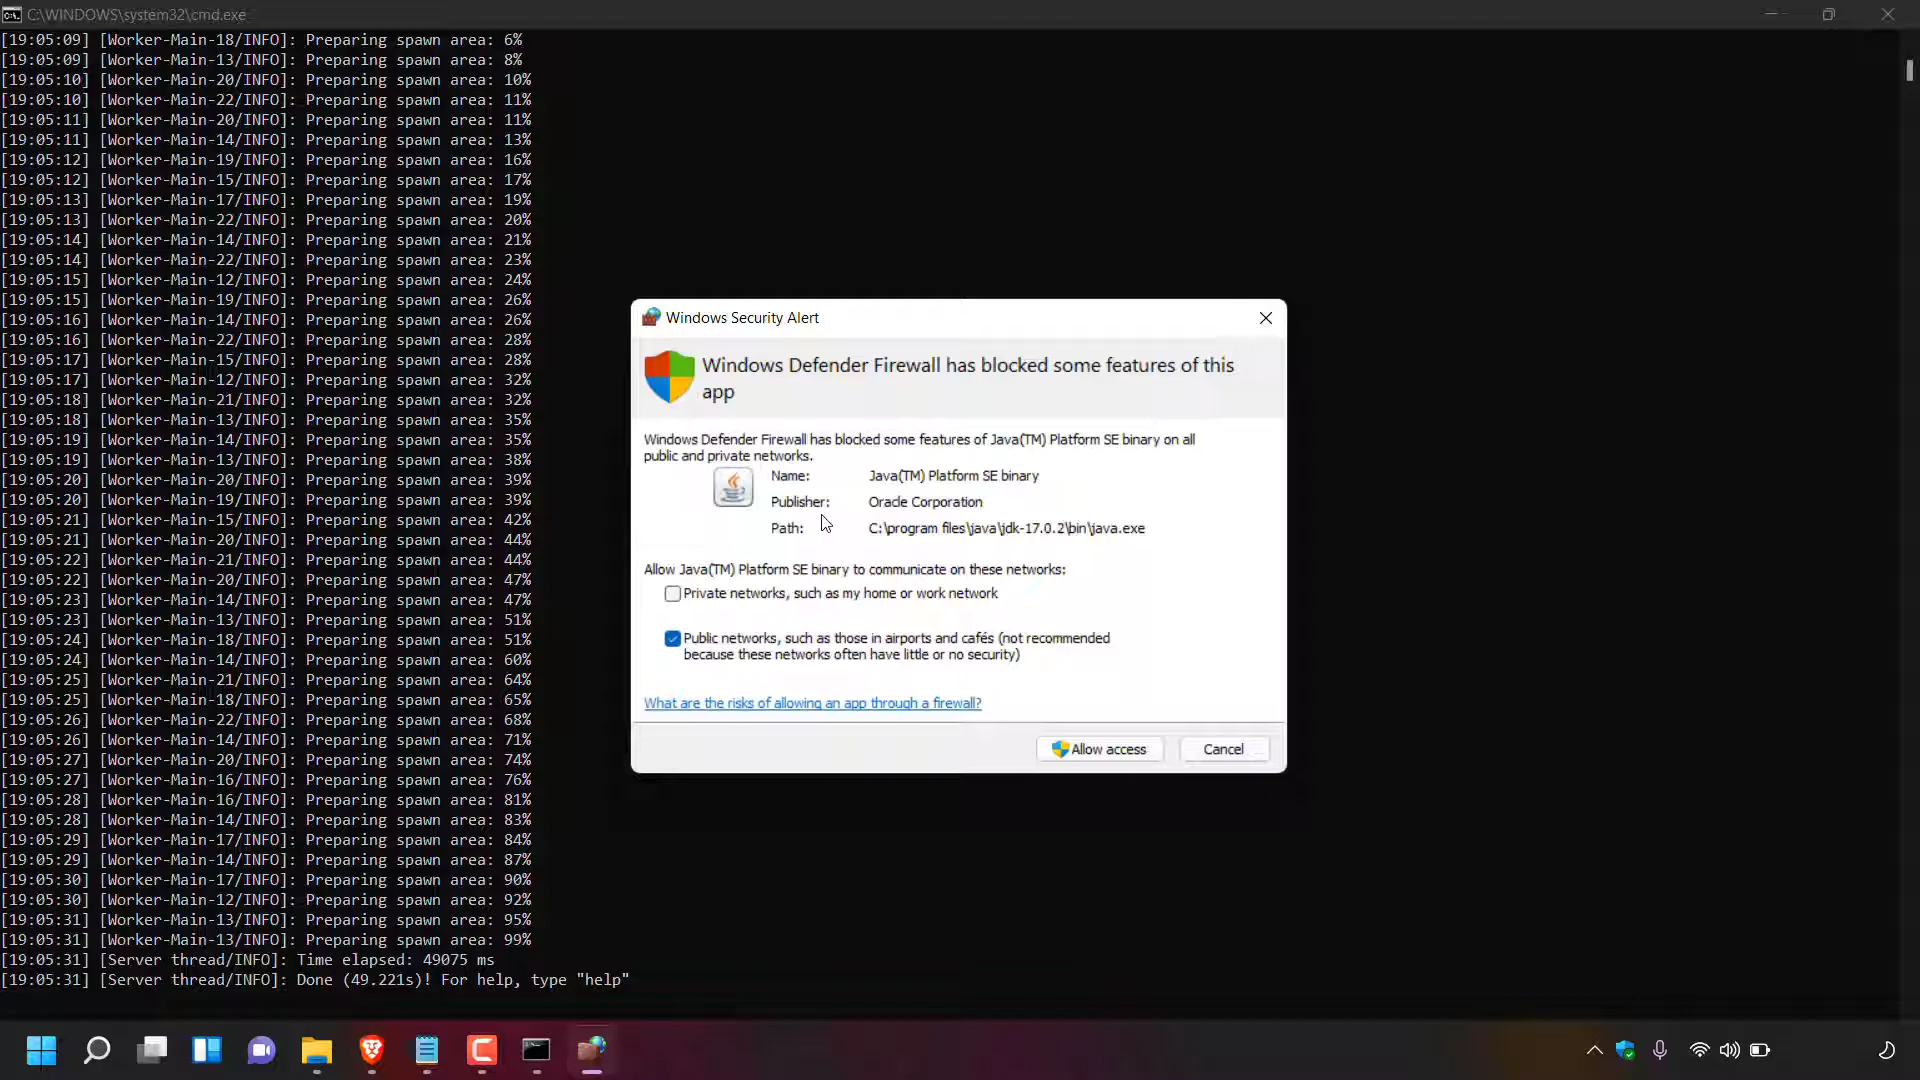 C:\WINDOWS\system32\cmd.exe
[19:05:09] [Worker-Main-18/INFO]: Preparing spawn area: 6%
[19:05:09] [Worker-Main-13/INFO]: Preparing spawn area: 8%
[19:05:10] [Worker-Main-20/INFO]: Preparing spawn area: 10%
[19:05:10] [Worker-Main-22/INFO]: Preparing spawn area: 11%
[19:05:11] [Worker-Main-20/INFO]: Preparing spawn area: 11%
[19:05:11] [Worker-Main-14/INFO]: Preparing spawn area: 13%
[19:05:12] [Worker-Main-19/INFO]: Preparing spawn area: 16%
[19:05:12] [Worker-Main-15/INFO]: Preparing spawn area: 17%
[19:05:13] [Worker-Main-17/INFO]: Preparing spawn area: 19%
[19:05:13] [Worker-Main-22/INFO]: Preparing spawn area: 20%
[19:05:14] [Worker-Main-14/INFO]: Preparing spawn area: 21%
[19:05:14] [Worker-Main-22/INFO]: Preparing spawn area: 23%
[19:05:15] [Worker-Main-12/INFO]: Preparing spawn area: 24%
[19:05:15] [Worker-Main-19/INFO]: Preparing spawn area: 26%
[19:05:16] [Worker-Main-14/INFO]: Preparing spawn area: 26%
[19:05:16] [Worker-Main-22/INFO]: Preparing spawn area: 28%
[19:05:17] [Worker-Main-15/INFO]: Preparing spawn area: 28%
[19:05:17] [Worker-Main-12/INFO]: Preparing spawn area: 32%
[19:05:18] [Worker-Main-21/INFO]: Preparing spawn area: 32%
[19:05:18] [Worker-Main-13/INFO]: Preparing spawn area: 35%
[19:05:19] [Worker-Main-14/INFO]: Preparing spawn area: 35%
[19:05:19] [Worker-Main-13/INFO]: Preparing spawn area: 38%
[19:05:20] [Worker-Main-20/INFO]: Preparing spawn area: 39%
[19:05:20] [Worker-Main-19/INFO]: Preparing spawn area: 39%
[19:05:21] [Worker-Main-15/INFO]: Preparing spawn area: 42%
[19:05:21] [Worker-Main-20/INFO]: Preparing spawn area: 44%
[19:05:22] [Worker-Main-21/INFO]: Preparing spawn area: 44%
[19:05:22] [Worker-Main-20/INFO]: Preparing spawn area: 47%
[19:05:23] [Worker-Main-14/INFO]: Preparing spawn area: 47%
[19:05:23] [Worker-Main-13/INFO]: Preparing spawn area: 51%
[19:05:24] [Worker-Main-18/INFO]: Preparing spawn area: 51%
[19:05:24] [Worker-Main-14/INFO]: Preparing spawn area: 60%
[19:05:25] [Worker-Main-21/INFO]: Preparing spawn area: 64%
[19:05:25] [Worker-Main-18/INFO]: Preparing spawn area: 65%
[19:05:26] [Worker-Main-22/INFO]: Preparing spawn area: 68%
[19:05:26] [Worker-Main-14/INFO]: Preparing spawn area: 71%
[19:05:27] [Worker-Main-20/INFO]: Preparing spawn area: 74%
[19:05:27] [Worker-Main-16/INFO]: Preparing spawn area: 76%
[19:05:28] [Worker-Main-16/INFO]: Preparing spawn area: 81%
[19:05:28] [Worker-Main-14/INFO]: Preparing spawn area: 83%
[19:05:29] [Worker-Main-17/INFO]: Preparing spawn area: 84%
[19:05:29] [Worker-Main-14/INFO]: Preparing spawn area: 87%
[19:05:30] [Worker-Main-17/INFO]: Preparing spawn area: 90%
[19:05:30] [Worker-Main-12/INFO]: Preparing spawn area: 92%
[19:05:31] [Worker-Main-13/INFO]: Preparing spawn area: 95%
[19:05:31] [Worker-Main-13/INFO]: Preparing spawn area: 99%
[19:05:31] [Server thread/INFO]: Time elapsed: 49075 ms
[19:05:31] [Server thread/INFO]: Done (49.221s)! For help, type "help"
Windows Security Alert
Windows Defender Firewall has blocked some features of this
app
Windows Defender Firewall has blocked some features of Java(TM) Platform SE binary on all
public and private networks.
Name: Java(TM) Platform SE binary
Publisher: Oracle Corporation
Path: C:\program files\java\jdk-17.0.2\bin\java.exe
Allow Java(TM) Platform SE binary to communicate on these networks:
Private networks, such as my home or work network
Public networks, such as those in airports and cafés (not recommended
because these networks often have little or no security)
What are the risks of allowing an app through a firewall?
Allow access
Cancel